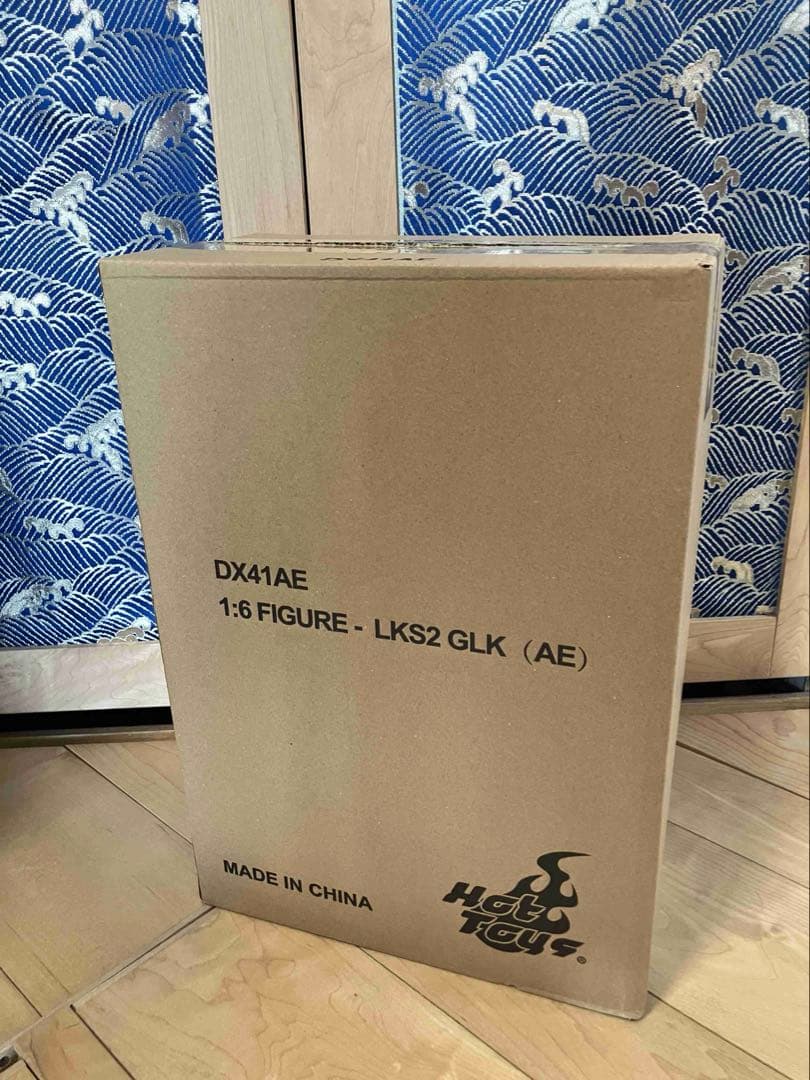 DX41AE
1:6 FIGURE - LKS2 GLK（AE）
MADE IN CHINA
Hot
Toys®